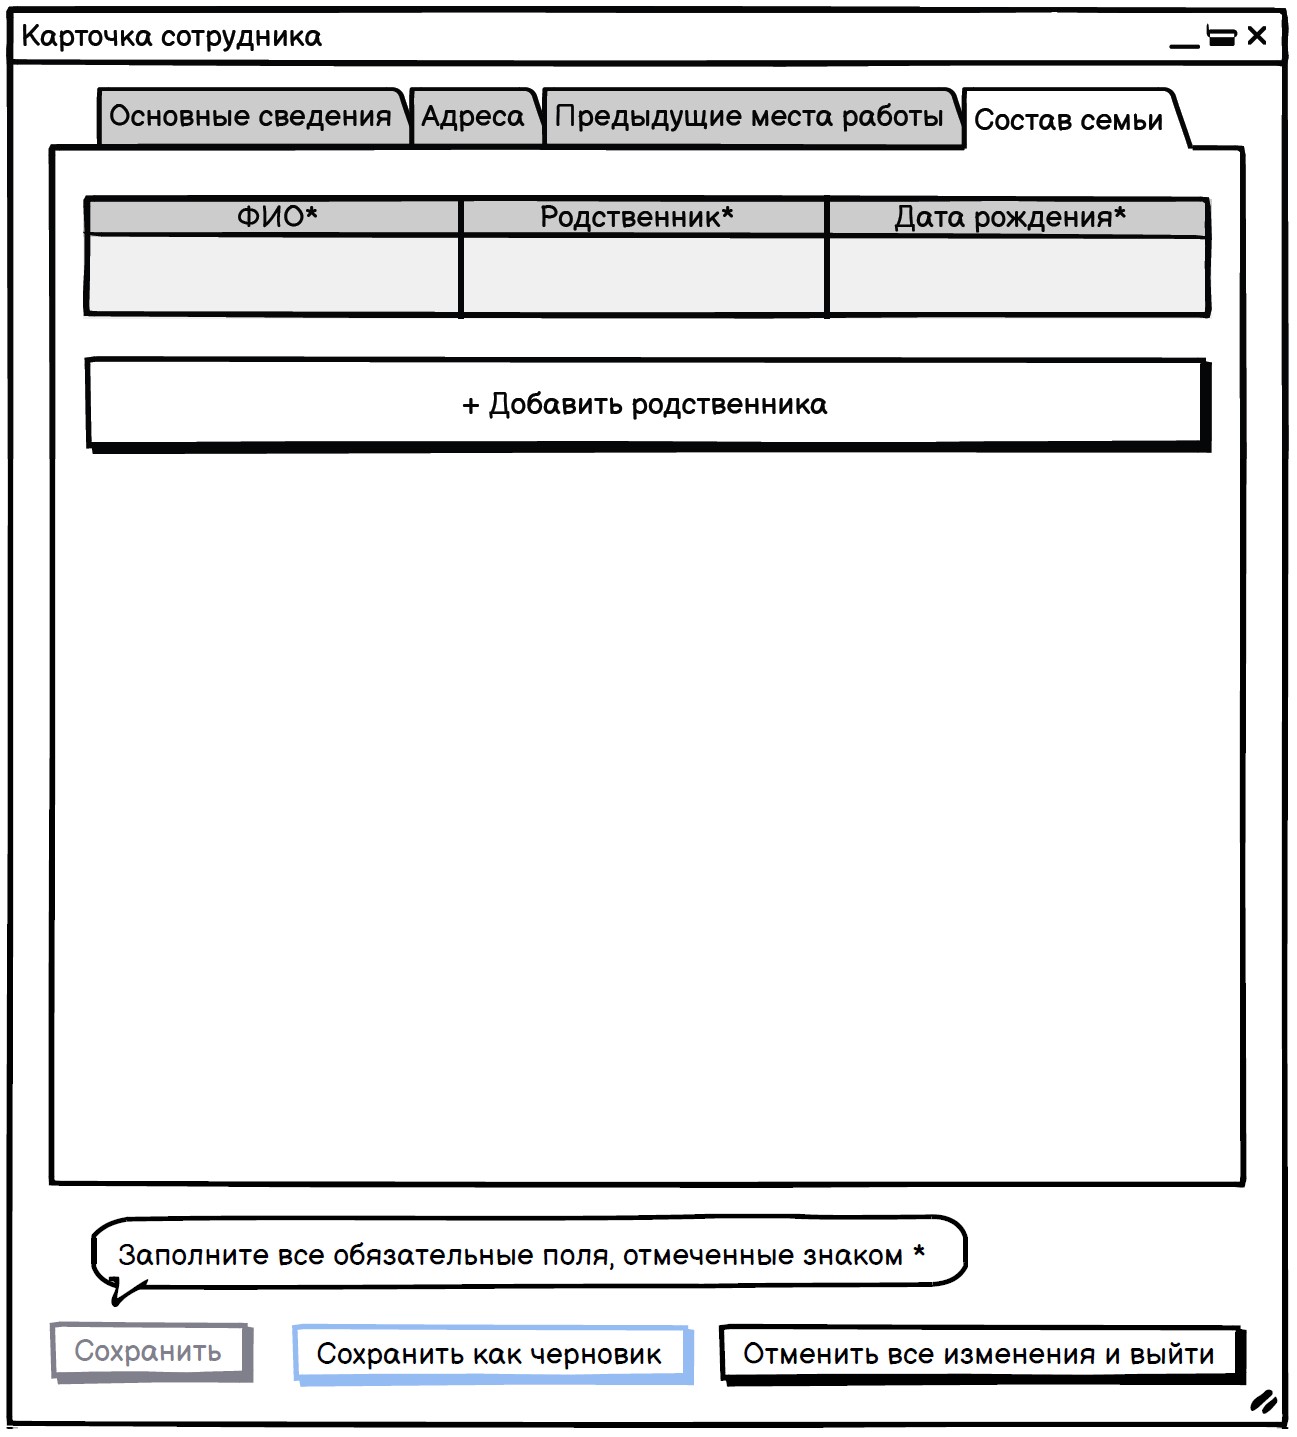 Карточка сотрудника
Основные сведения
Адреса
Предыдущие места работы
Состав семьи
ФИО*
Родственник*
Дата рождения*
+ Добавить родственника
Заполните все обязательные поля, отмеченные знаком *
Сохранить
Сохранить как черновик
Отменить все изменения и выйти